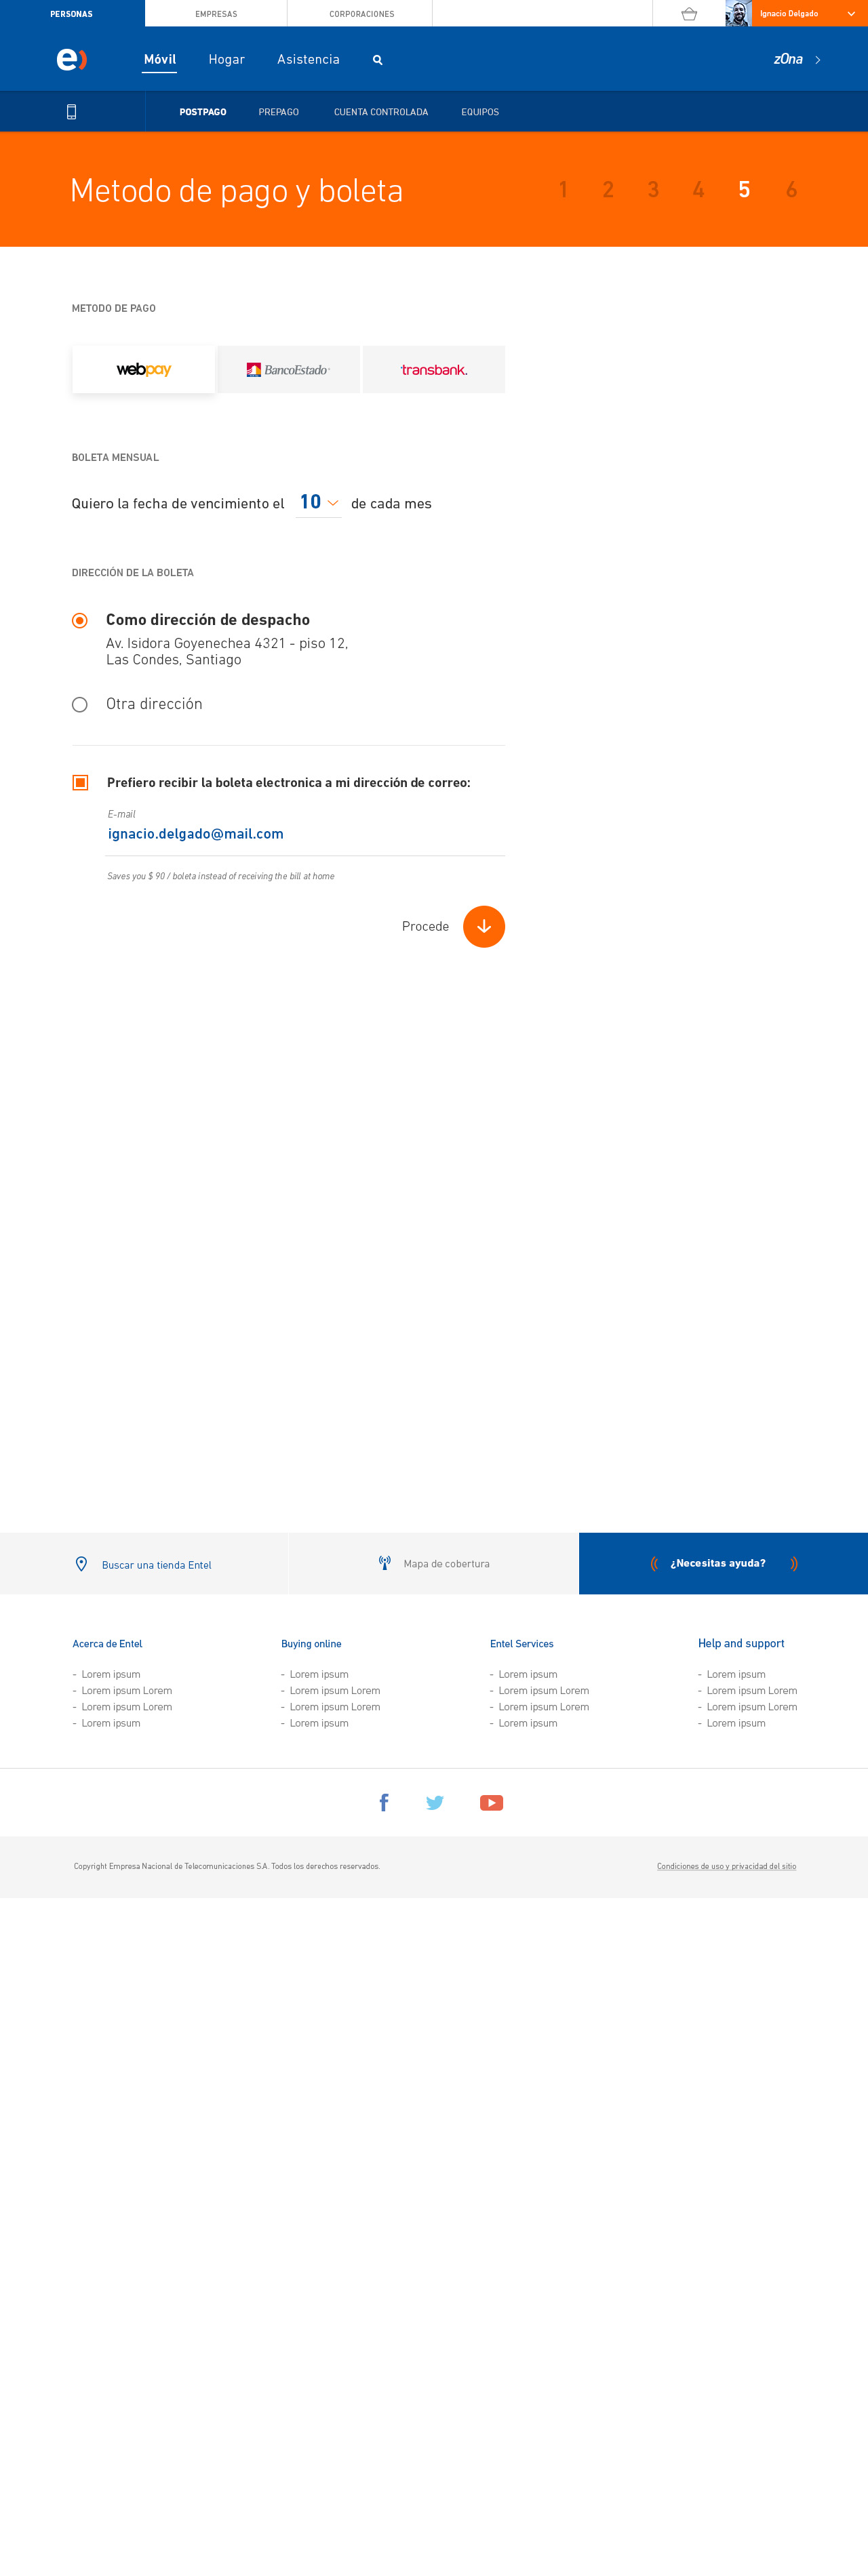 PERSONAS
EMPRESAS
CORPORACIONES
Ignacio Delgado
e)
Móvil
Hogar
Asistencia
zOna
POSTPAGO
PREPAGO
CUENTA CONTROLADA
EQUIPOS
Metodo de pago y boleta
1 2 3 4 5 6
METODO DE PAGO
webpay
BancoEstado
transbank.
BOLETA MENSUAL
Quiero la fecha de vencimiento el 10 de cada mes
DIRECCIÓN DE LA BOLETA
Como dirección de despacho
Av. Isidora Goyenechea 4321 - piso 12,
Las Condes, Santiago
Otra dirección
Prefiero recibir la boleta electronica a mi dirección de correo:
E-mail
ignacio.delgado@mail.com
Saves you $ 90 / boleta instead of receiving the bill at home
Procede
Buscar una tienda Entel
Mapa de cobertura
¿Necesitas ayuda?
Acerca de Entel
- Lorem ipsum
- Lorem ipsum Lorem
- Lorem ipsum Lorem
- Lorem ipsum
Buying online
- Lorem ipsum
- Lorem ipsum Lorem
- Lorem ipsum Lorem
- Lorem ipsum
Entel Services
- Lorem ipsum
- Lorem ipsum Lorem
- Lorem ipsum Lorem
- Lorem ipsum
Help and support
- Lorem ipsum
- Lorem ipsum Lorem
- Lorem ipsum Lorem
- Lorem ipsum
Copyright Empresa Nacional de Telecomunicaciones S.A. Todos los derechos reservados.
Condiciones de uso y privacidad del sitio